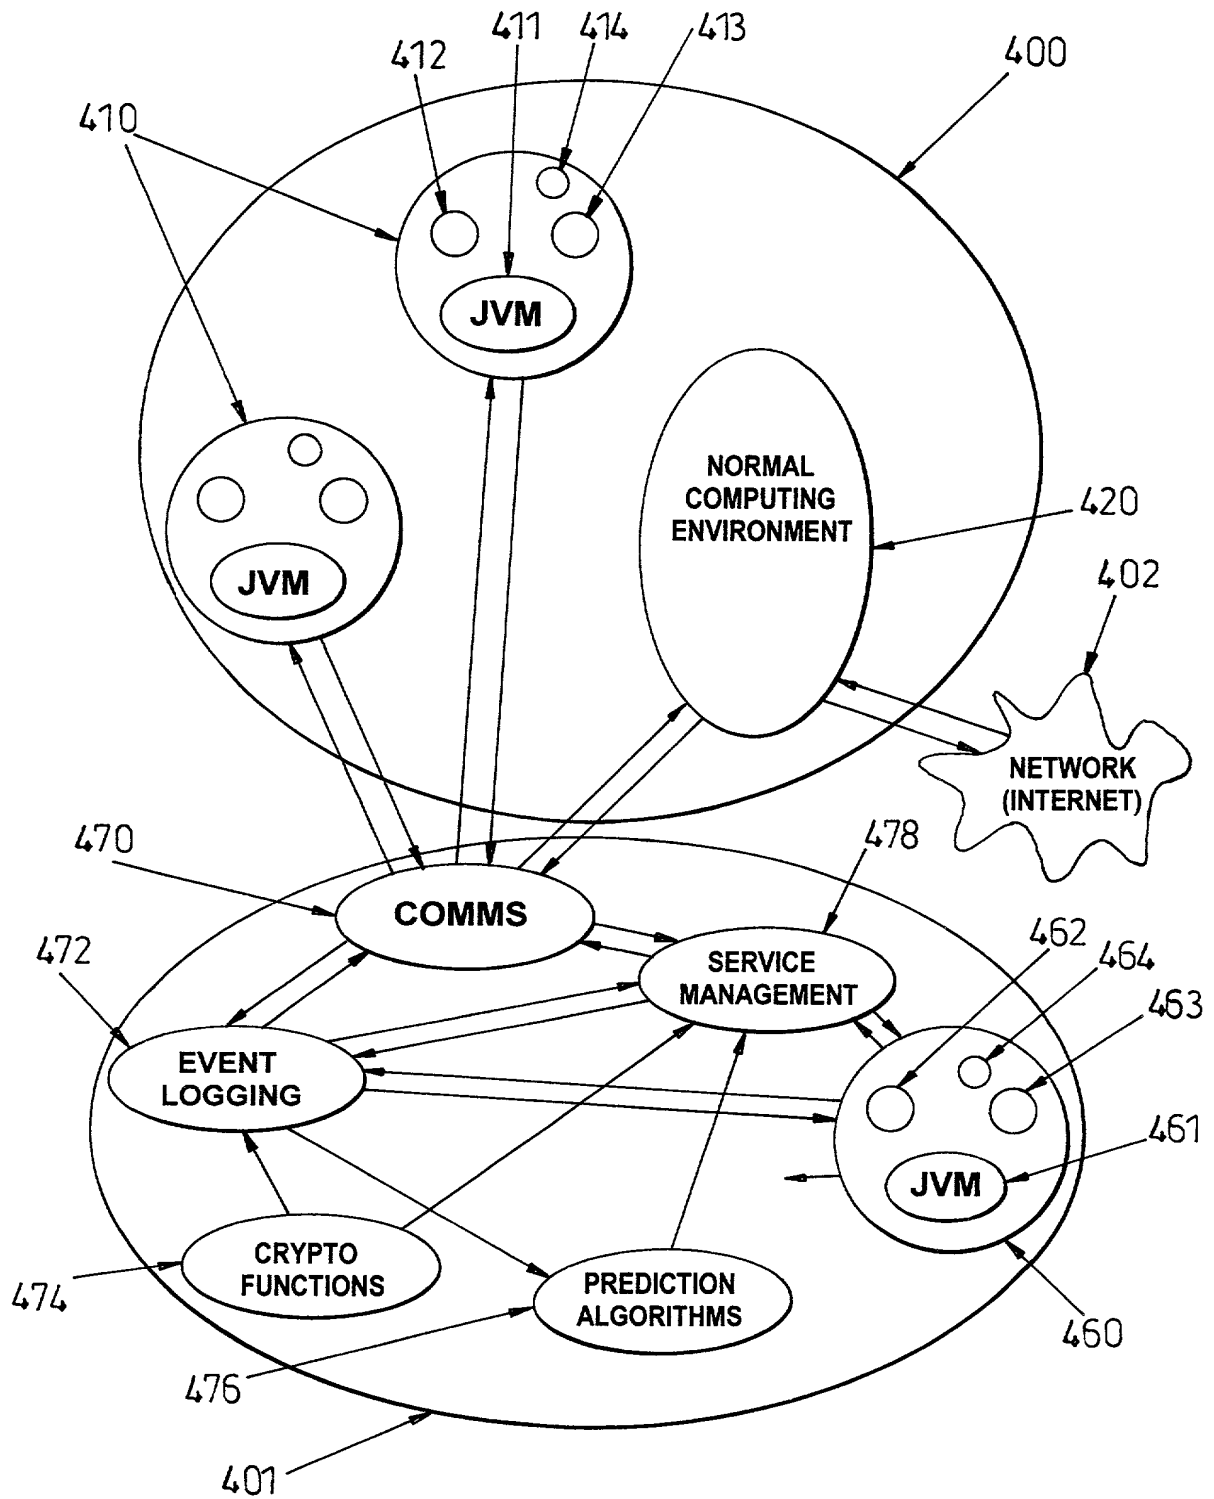 411
414
413
412
400
410
JVM
NORMAL
COMPUTING
ENVIRONMENT
420
JVM
402
NETWORK
(INTERNET)
470
478
COMMS
462
472
SERVICE
MANAGEMENT
464
463
EVENT
LOGGING
461
JVM
CRYPTO
FUNCTIONS
474
PREDICTION
ALGORITHMS
460
476
401